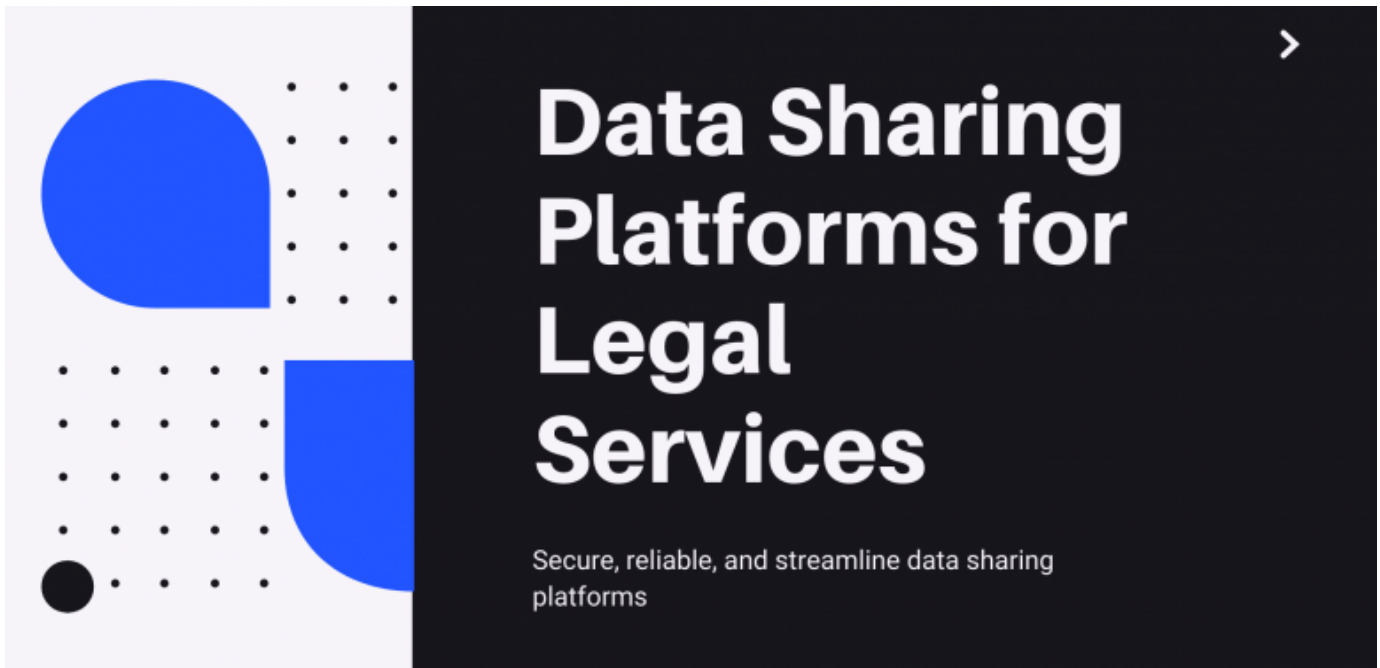 Data Sharing
Platforms for
Legal
Services
Secure, reliable, and streamline data sharing
platforms